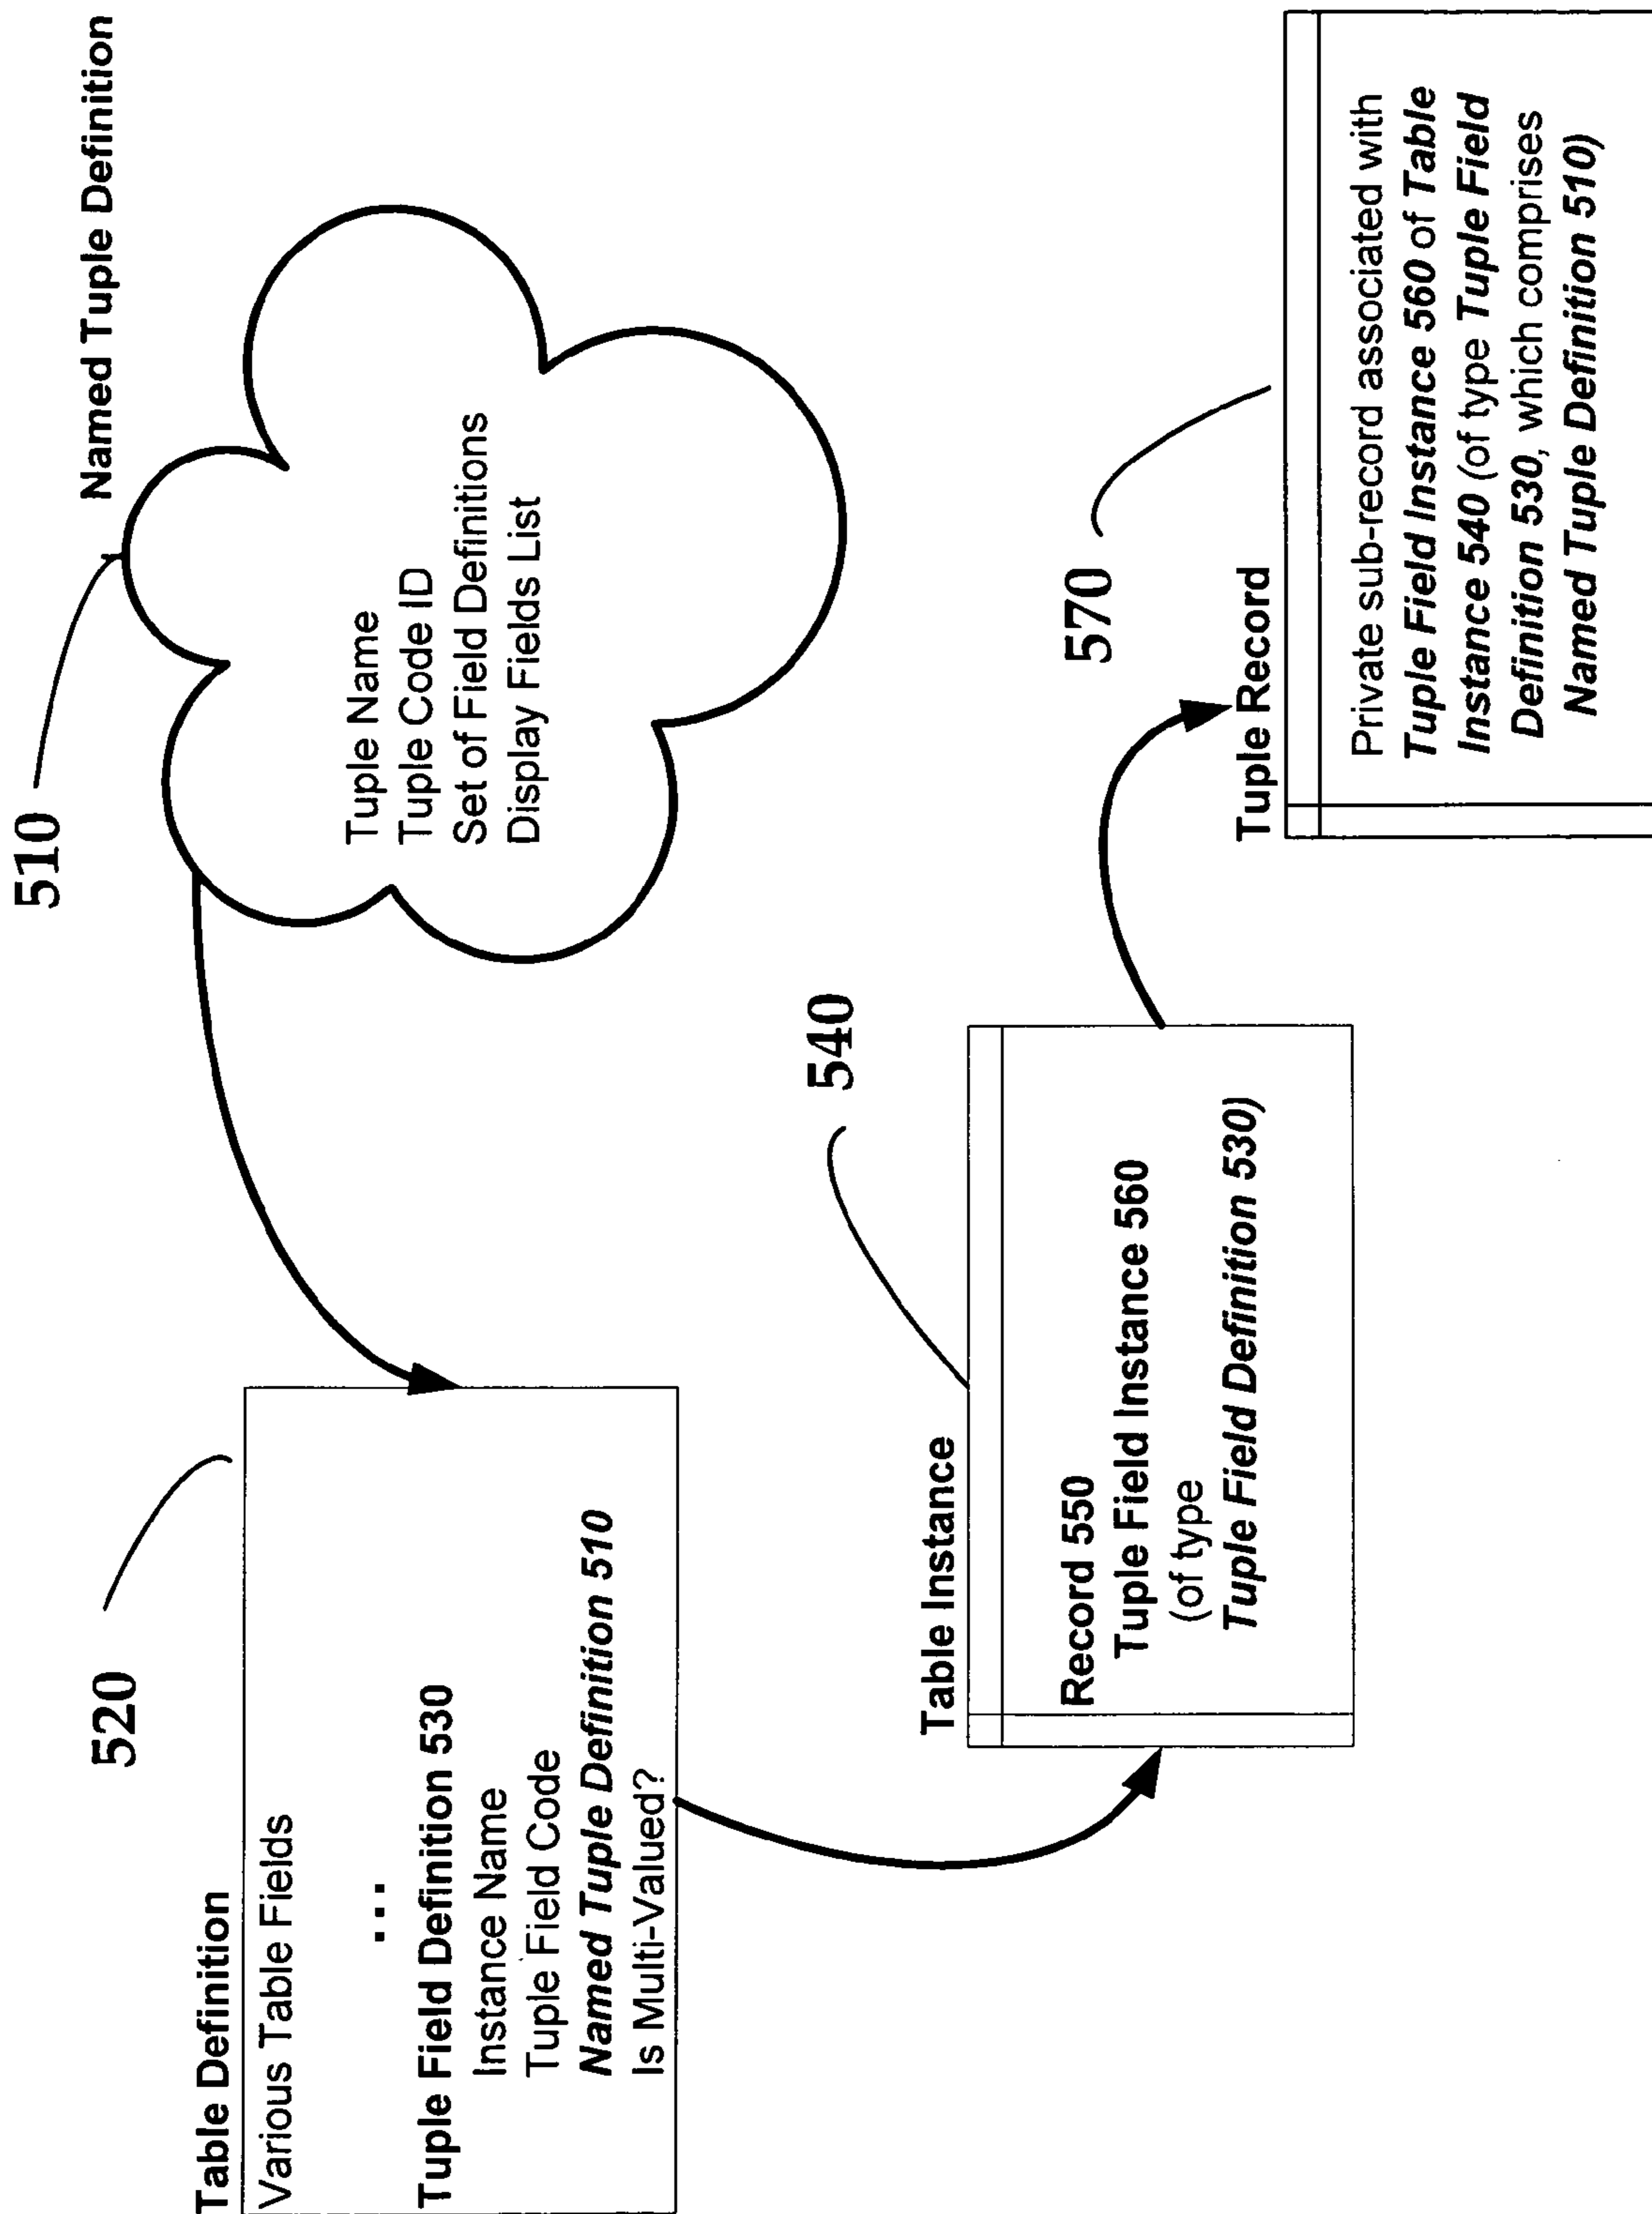 510
Named Tuple Definition
Tuple Name
Tuple Code ID
Set of Field Definitions
Display Fields List
520
Table Definition
Various Table Fields
...
Tuple Field Definition 530
Instance Name
Tuple Field Code
Named Tuple Definition 510
Is Multi-Valued?
540
Table Instance
Record 550
Tuple Field Instance 560
(of type
Tuple Field Definition 530)
570
Tuple Record
Private sub-record associated with
Tuple Field Instance 560 of Table
Instance 540 (of type Tuple Field
Definition 530, which comprises
Named Tuple Definition 510)